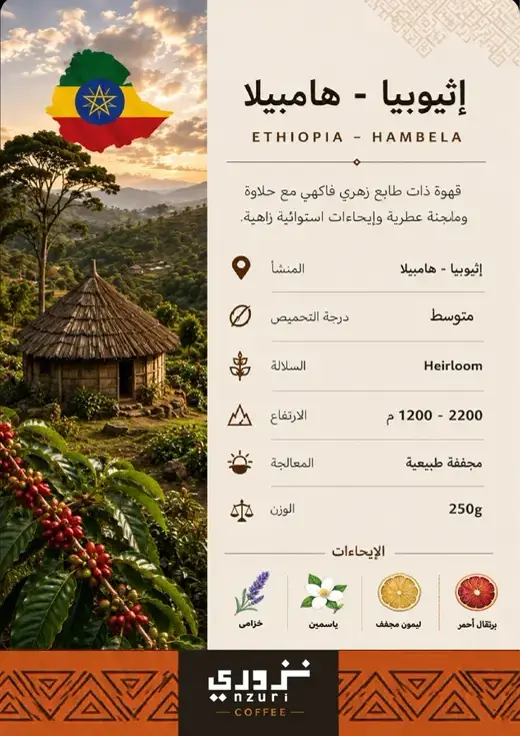 إثيوبيا - هامبيلا
ETHIOPIA – HAMBELA
قهوة ذات طابع زهري فاكهي مع حلاوة
وملجنة عطرية وإيحاءات استوائية زاهية.
المنشأ إثيوبيا - هامبيلا
درجة التحميص متوسط
السلالة Heirloom
الارتفاع 1200 - 2200 م
المعالجة مجففة طبيعية
الوزن 250g
الإيحاءات
خزامى ياسمين ليمون مجفف برتقال أحمر
نزوري
nzuri
COFFEE